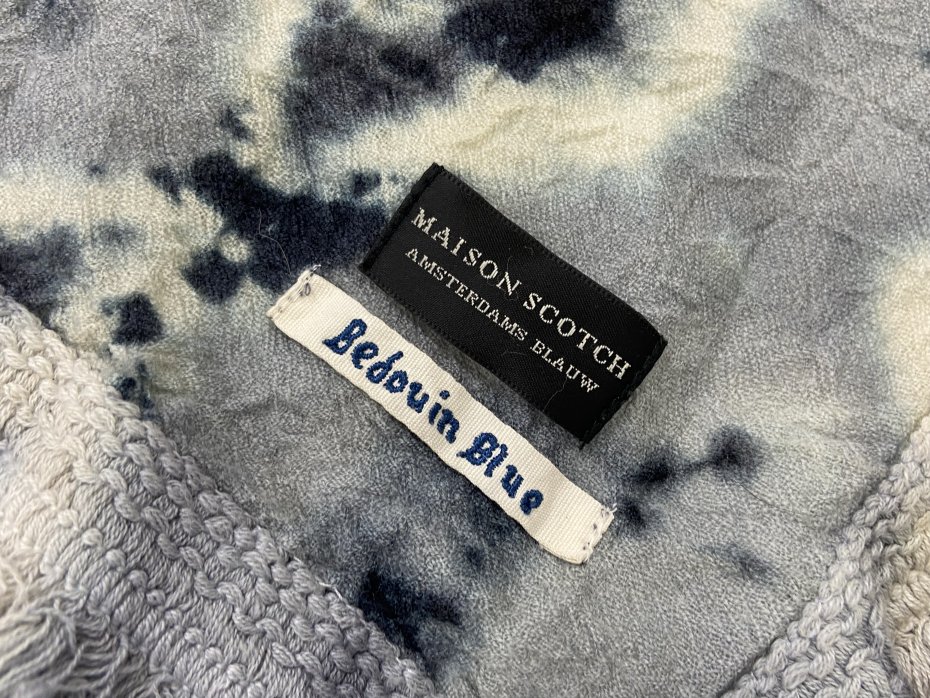 MAISON SCOTCH
AMSTERDAMS BLAUW
Bedouin Blue